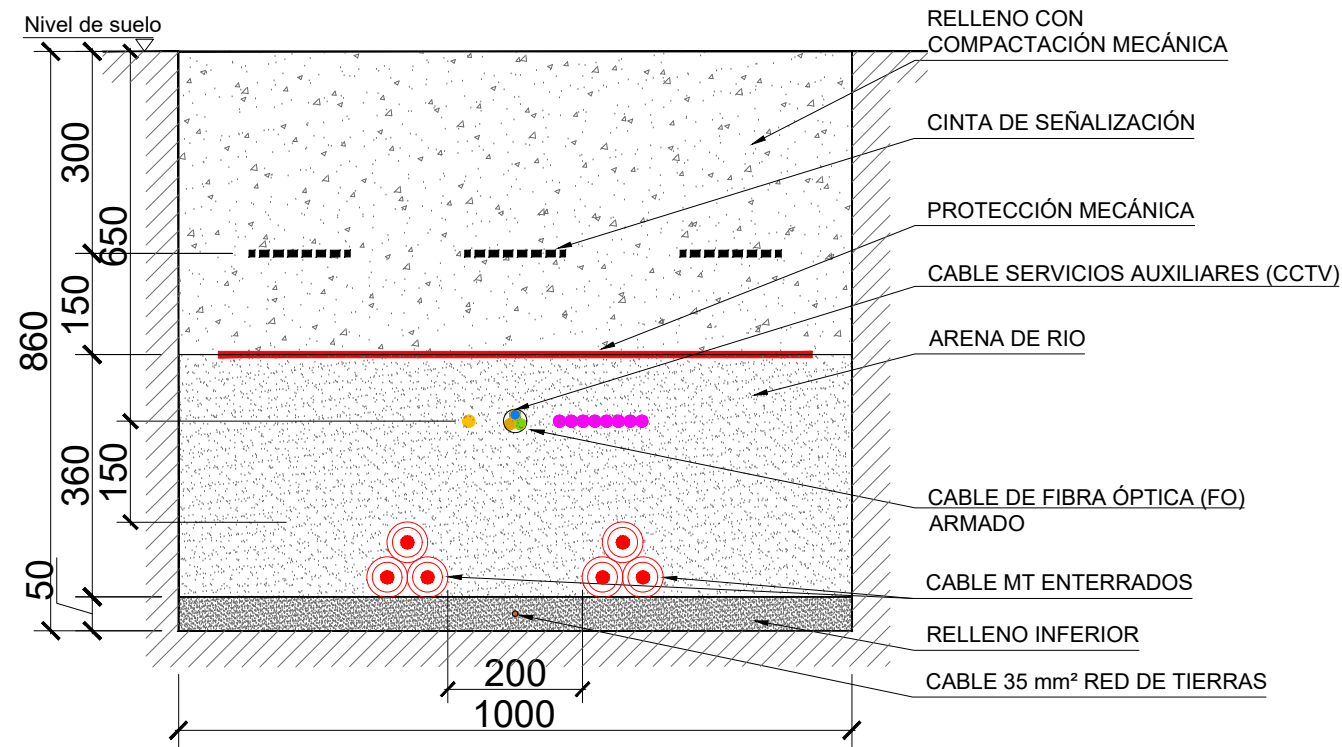 Nivel de suelo
RELLENO CON
COMPACTACIÓN MECÁNICA
CINTA DE SEÑALIZACIÓN
PROTECCIÓN MECÁNICA
CABLE SERVICIOS AUXILIARES (CCTV)
ARENA DE RIO
CABLE DE FIBRA ÓPTICA (FO)
ARMADO
CABLE MT ENTERRADOS
RELLENO INFERIOR
CABLE 35 mm² RED DE TIERRAS
860
300
150
360
50
650
150
200
1000